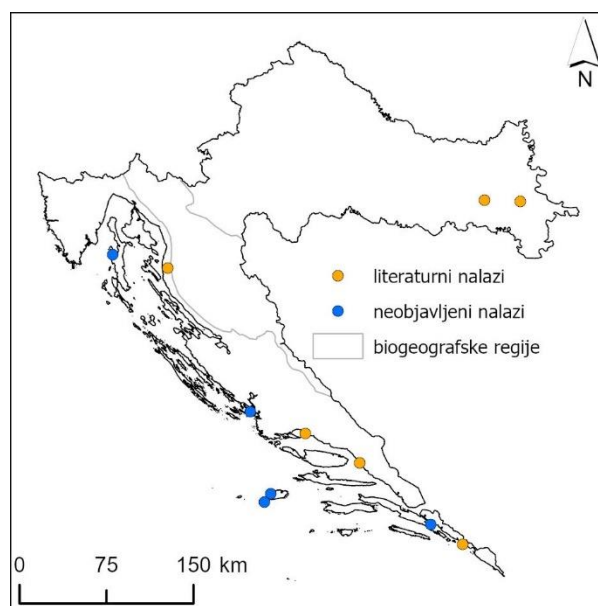 N
literaturni nalazi
neobjavljeni nalazi
biogeografske regije
0 75 150 km